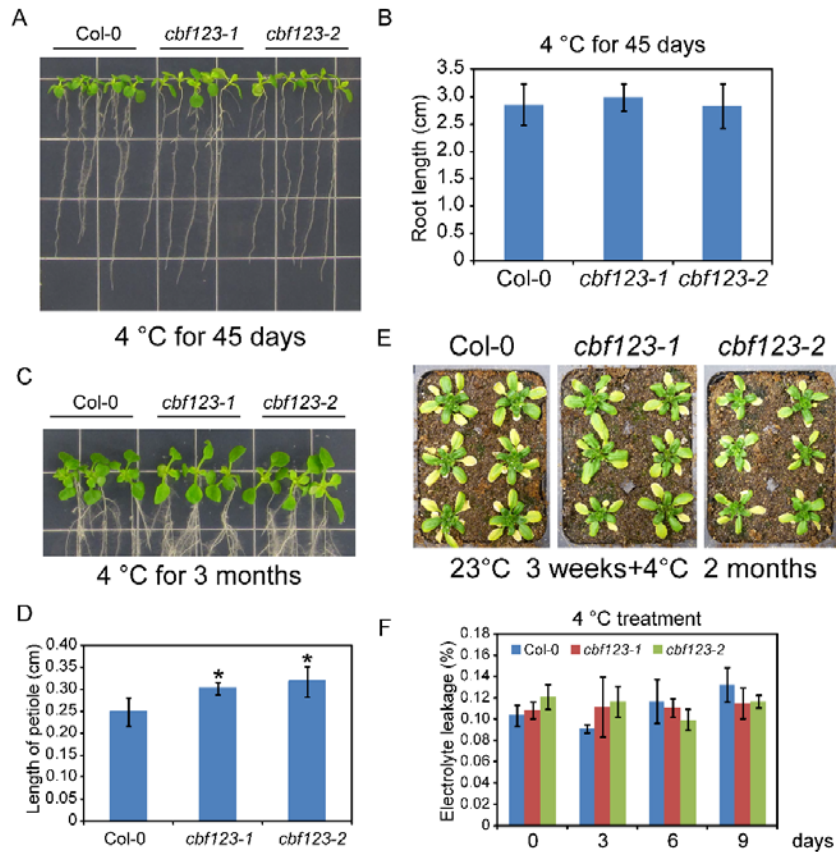 A
Col-0 cbf123-1 cbf123-2
4 °C for 45 days
B
4 °C for 45 days
Root length (cm)
3.5
3.0
2.5
2.0
1.5
1.0
0.5
0
Col-0 cbf123-1 cbf123-2
C
Col-0 cbf123-1 cbf123-2
4 °C for 3 months
D
Length of petiole (cm)
0.40
0.35
0.30
0.25
0.20
0.15
0.10
0.05
0
* *
Col-0 cbf123-1 cbf123-2
E
Col-0 cbf123-1 cbf123-2
23°C 3 weeks+4°C 2 months
F
4 °C treatment
Electrolyte leakage (%)
0.18
0.16
0.14
0.12
0.10
0.08
0.06
0.04
0.02
0.00
Col-0 cbf123-1 cbf123-2
0 3 6 9 days